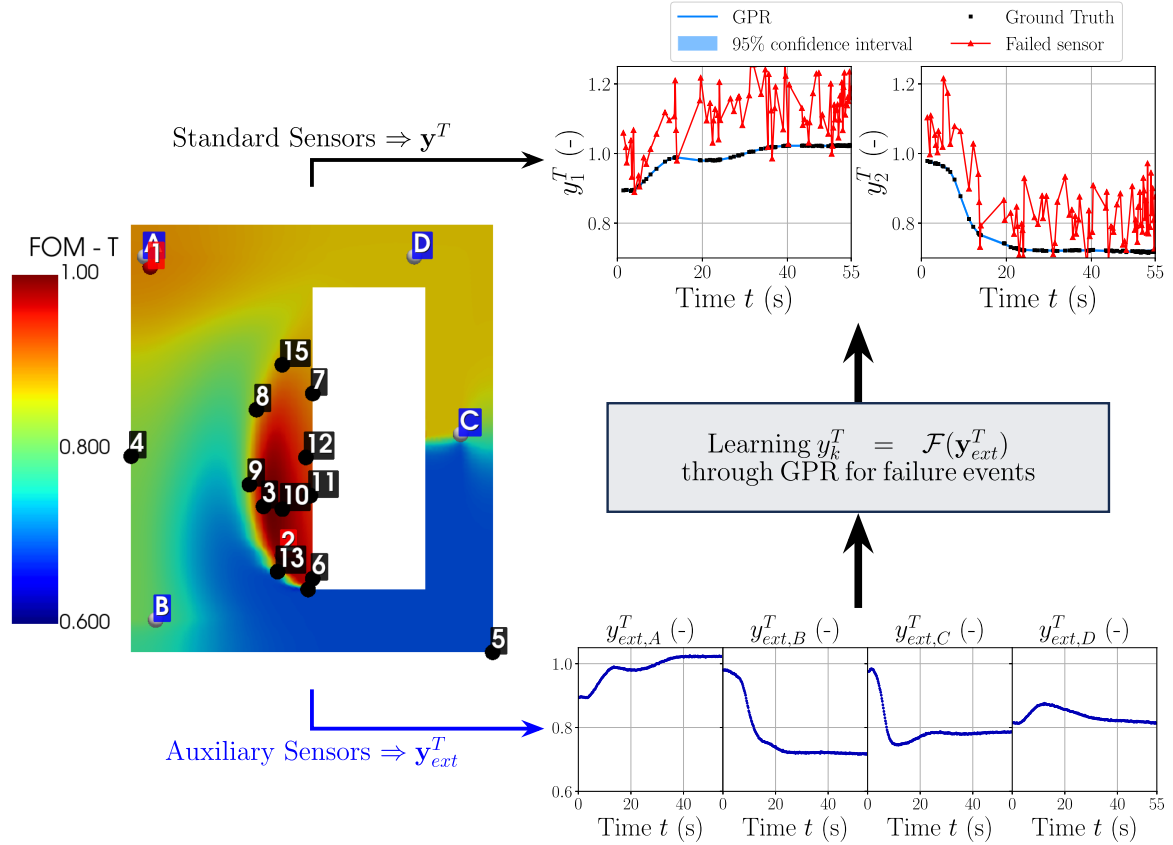 GPR
95% confidence interval
Ground Truth
Failed sensor
Standard Sensors ⇒ y^T
1.2
1.0
0.8
y_1^T (-)
0 20 40 55
Time t (s)
1.2
1.0
0.8
y_2^T (-)
0 20 40 55
Time t (s)
FOM - T
1.00
0.800
0.600
A
1
D
15
7
8
C
4
12
9
11
3
10
2
13
6
B
5
Learning y_k^T = F(y_ext^T)
through GPR for failure events
Auxiliary Sensors ⇒ y_ext^T
y_ext,A^T (-) y_ext,B^T (-) y_ext,C^T (-) y_ext,D^T (-)
1.0
0.8
0.6
0 20 40 0 20 40 0 20 40 0 20 40 55
Time t (s) Time t (s) Time t (s) Time t (s)